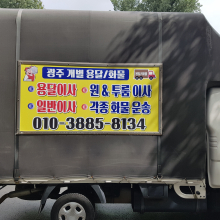 광주 개별 용달/화물
용달이사 원 & 투룸 이사
일반이사 각종 화물 운송
010-3885-8134